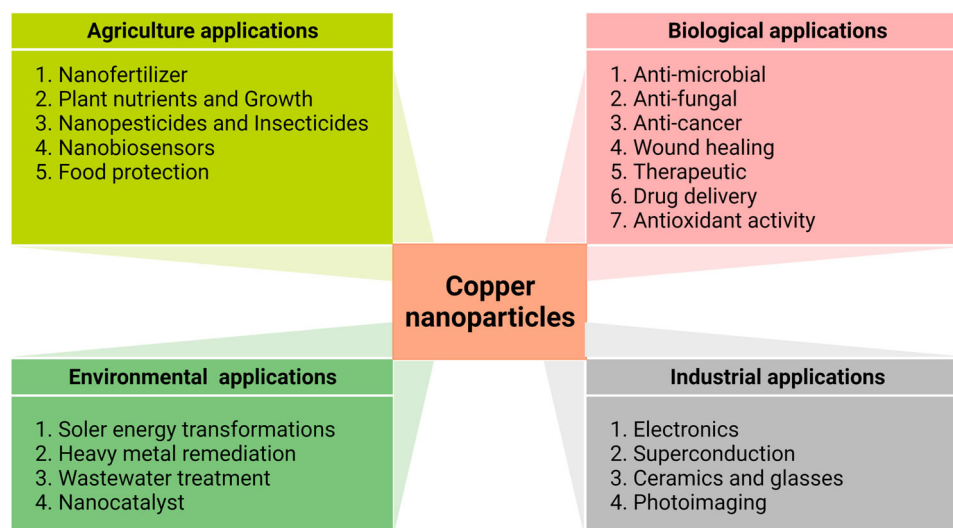 Agriculture applications
1. Nanofertilizer
2. Plant nutrients and Growth
3. Nanopesticides and Insecticides
4. Nanobiosensors
5. Food protection
Biological applications
1. Anti-microbial
2. Anti-fungal
3. Anti-cancer
4. Wound healing
5. Therapeutic
6. Drug delivery
7. Antioxidant activity
Copper
nanoparticles
Environmental applications
1. Soler energy transformations
2. Heavy metal remediation
3. Wastewater treatment
4. Nanocatalyst
Industrial applications
1. Electronics
2. Superconduction
3. Ceramics and glasses
4. Photoimaging